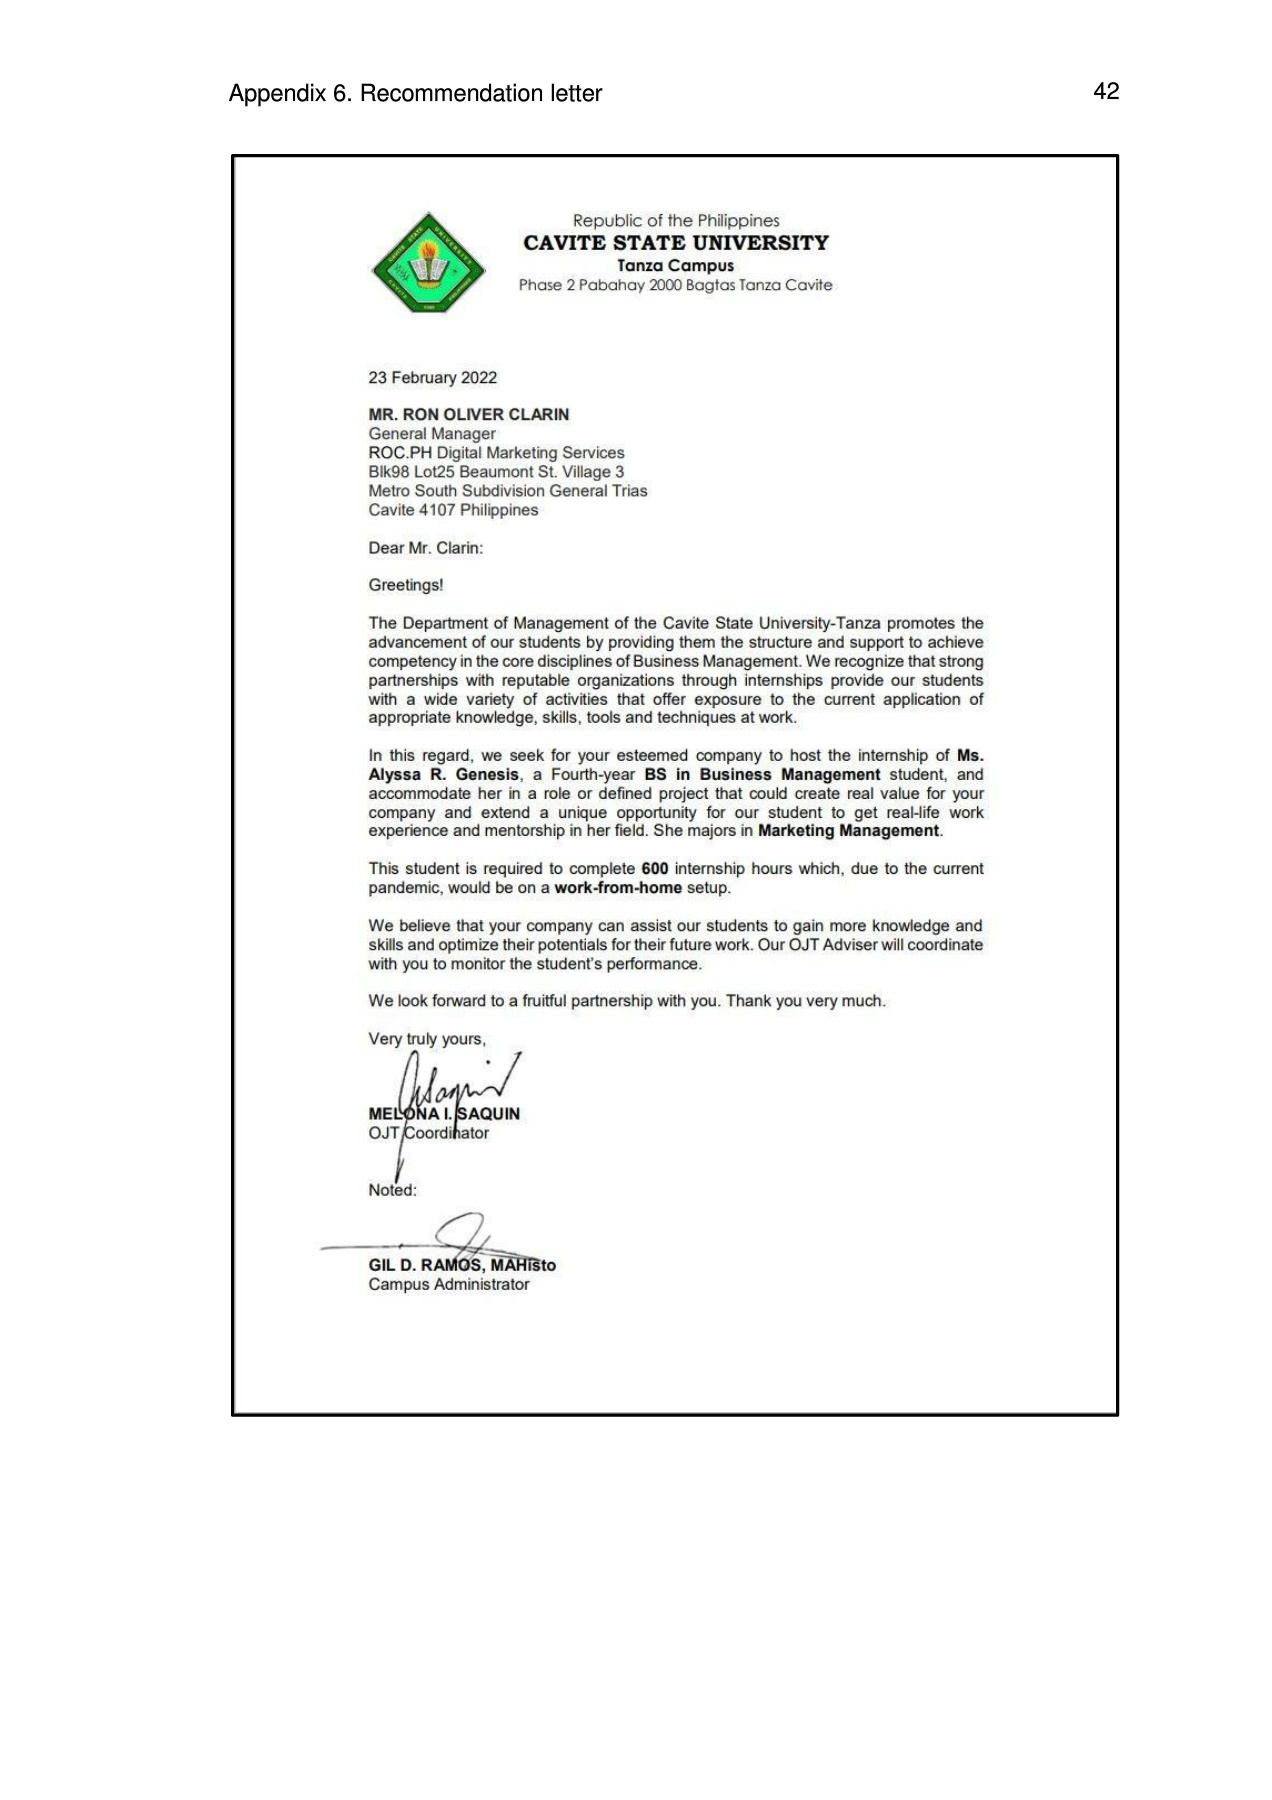 Appendix 6. Recommendation letter
42
Republic of the Philippines
CAVITE STATE UNIVERSITY
Tanza Campus
Phase 2 Pabahay 2000 Bagtas Tanza Cavite
CAVITE STATE UNIVERSITY
CAVITE
PHILIPPINES
23 February 2022
MR. RON OLIVER CLARIN
General Manager
ROC.PH Digital Marketing Services
Blk98 Lot25 Beaumont St. Village 3
Metro South Subdivision General Trias
Cavite 4107 Philippines
Dear Mr. Clarin:
Greetings!
The Department of Management of the Cavite State University-Tanza promotes the
advancement of our students by providing them the structure and support to achieve
competency in the core disciplines of Business Management. We recognize that strong
partnerships with reputable organizations through internships provide our students
with a wide variety of activities that offer exposure to the current application of
appropriate knowledge, skills, tools and techniques at work.
In this regard, we seek for your esteemed company to host the internship of Ms.
Alyssa R. Genesis, a Fourth-year BS in Business Management student, and
accommodate her in a role or defined project that could create real value for your
company and extend a unique opportunity for our student to get real-life work
experience and mentorship in her field. She majors in Marketing Management.
This student is required to complete 600 internship hours which, due to the current
pandemic, would be on a work-from-home setup.
We believe that your company can assist our students to gain more knowledge and
skills and optimize their potentials for their future work. Our OJT Adviser will coordinate
with you to monitor the student's performance.
We look forward to a fruitful partnership with you. Thank you very much.
Very truly yours,
MELONA I. SAQUIN
OJT Coordinator
Noted:
GIL D. RAMOS, MAHisto
Campus Administrator